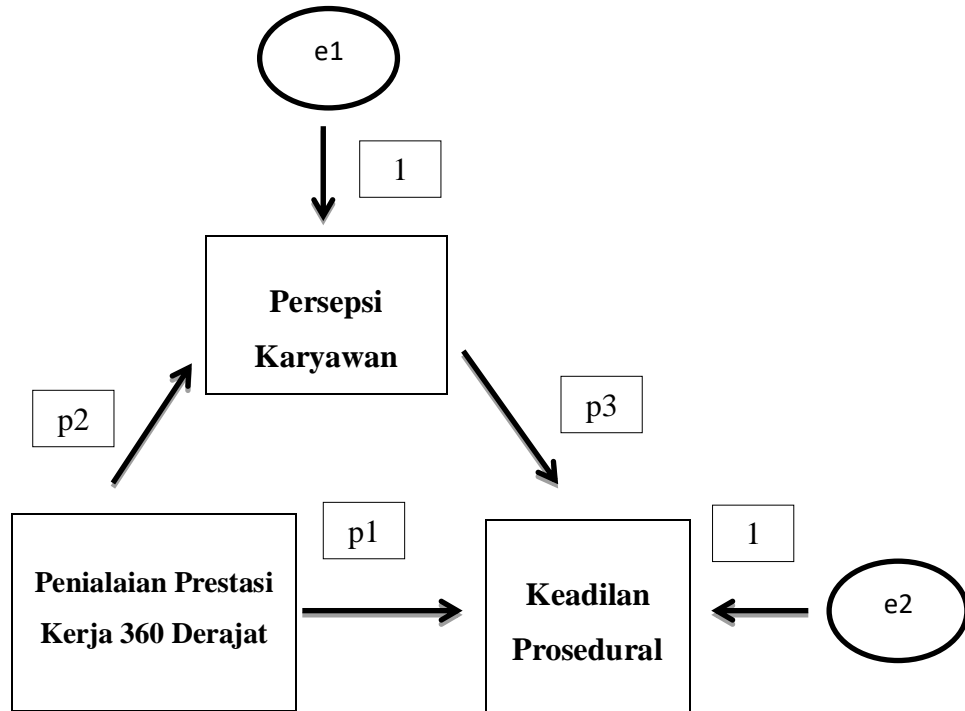 e1
1
Persepsi
Karyawan
p2
p3
p1
1
Penialaian Prestasi
Kerja 360 Derajat
Keadilan
Prosedural
e2